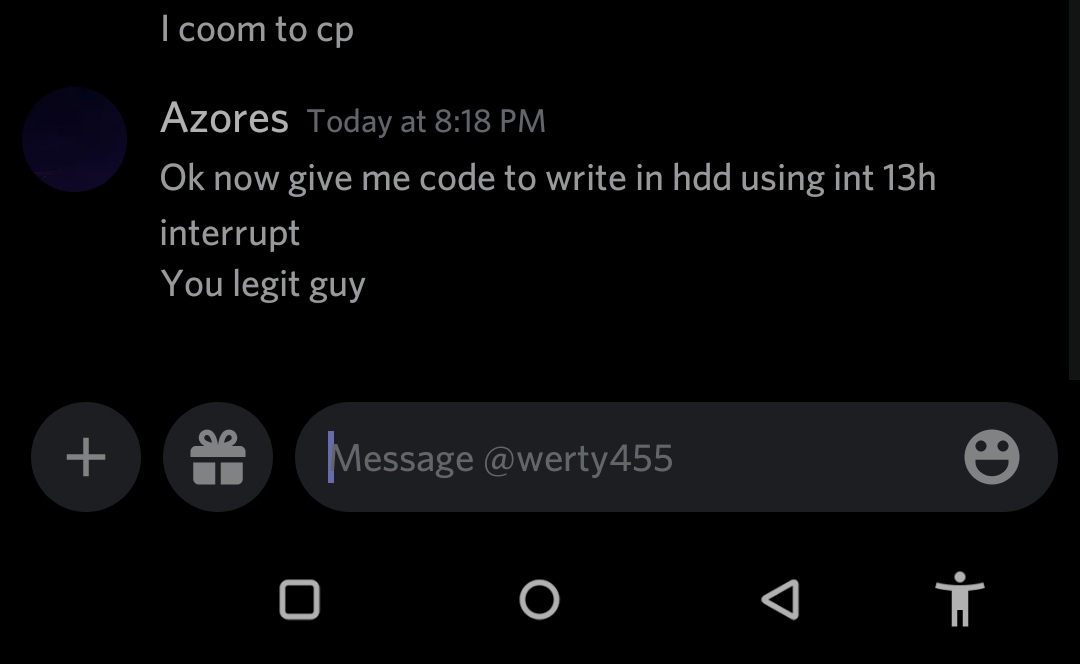 I coom to cp
Azores Today at 8:18 PM
Ok now give me code to write in hdd using int 13h
interrupt
You legit guy
Message @werty455